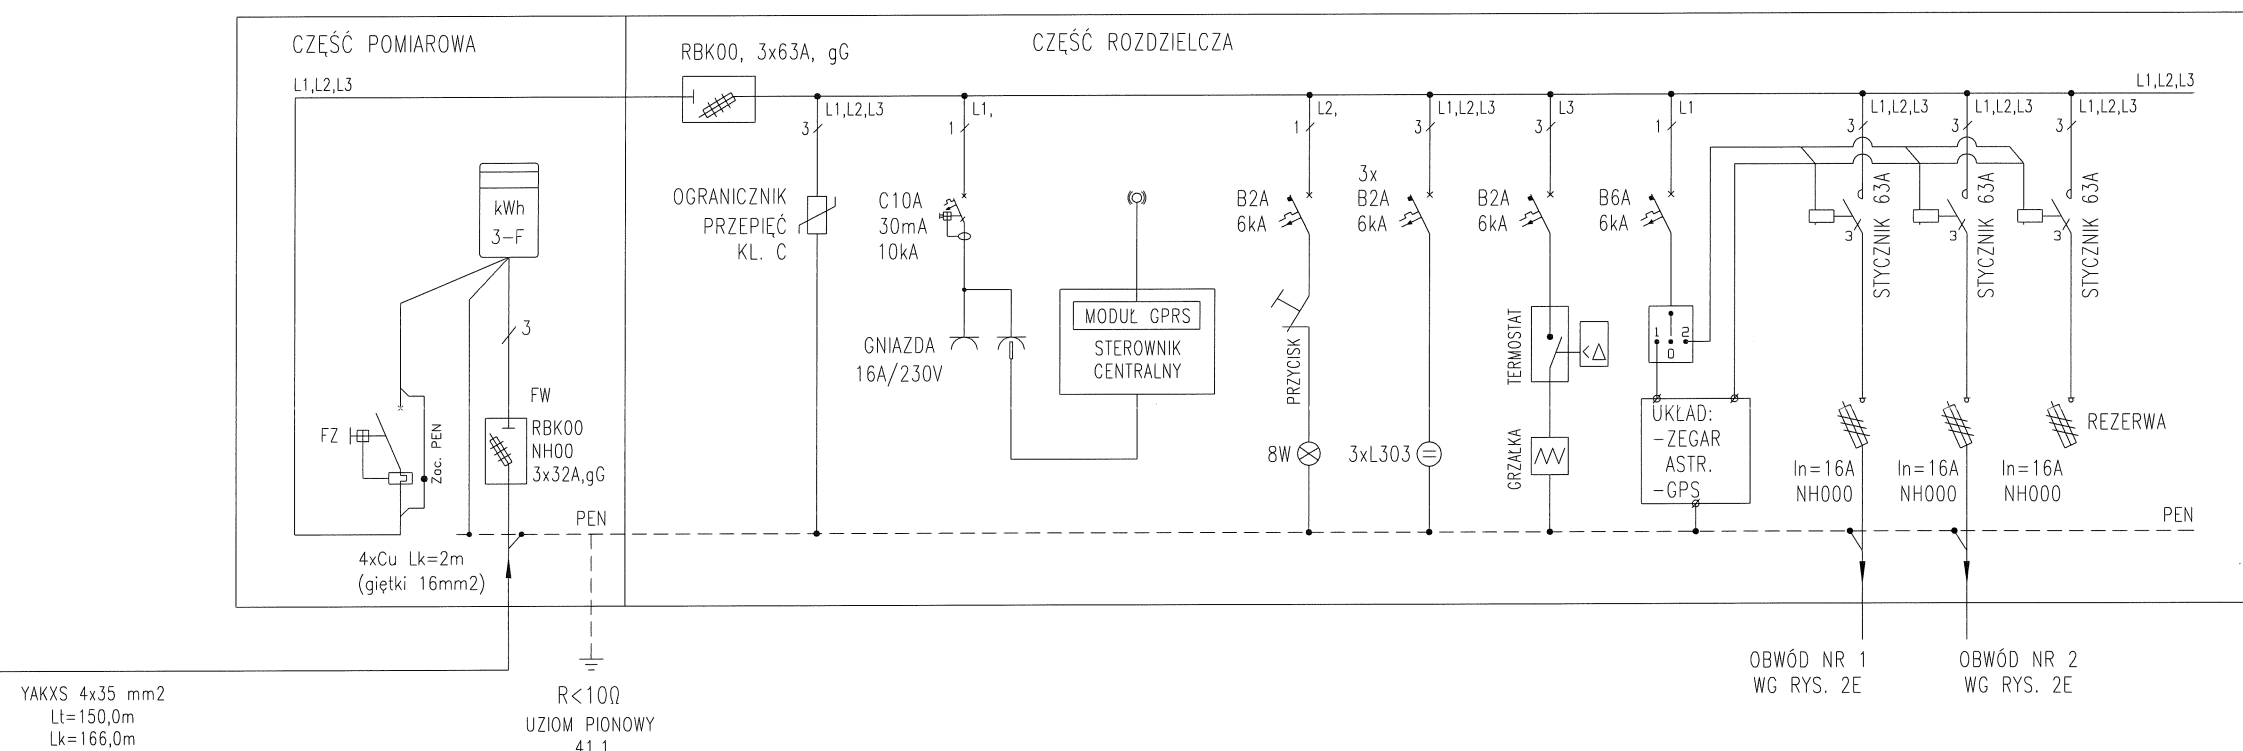 CZĘŚĆ POMIAROWA
L1,L2,L3
kWh
3-F
3
FW
RBK00
NH00
3x32A,gG
FZ
Zac. PEN
PEN
4xCu Lk=2m
(giętki 16mm2)
YAKXS 4x35 mm2
Lt=150,0m
Lk=166,0m
R<10Ω
UZIOM PIONOWY
41.1
CZĘŚĆ ROZDZIELCZA
RBK00, 3x63A, gG
L1,L2,L3
3
OGRANICZNIK
PRZEPIĘĆ
KL. C
L1,
1
C10A
30mA
10kA
GNIAZDA
16A/230V
MODUŁ GPRS
STEROWNIK
CENTRALNY
L2,
1
B2A
6kA
PRZYCISK
8W
L1,L2,L3
3
3x
B2A
6kA
3xL303
L3
3
B2A
6kA
TERMOSTAT
<Δ
GRZAŁKA
L1
1
B6A
6kA
1 2
0
UKŁAD:
-ZEGAR
ASTR.
-GPS
L1,L2,L3
3
3
STYCZNIK 63A
In=16A
NH000
L1,L2,L3
3
3
STYCZNIK 63A
In=16A
NH000
L1,L2,L3
3
3
STYCZNIK 63A
REZERWA
In=16A
NH000
L1,L2,L3
PEN
OBWÓD NR 1
WG RYS. 2E
OBWÓD NR 2
WG RYS. 2E